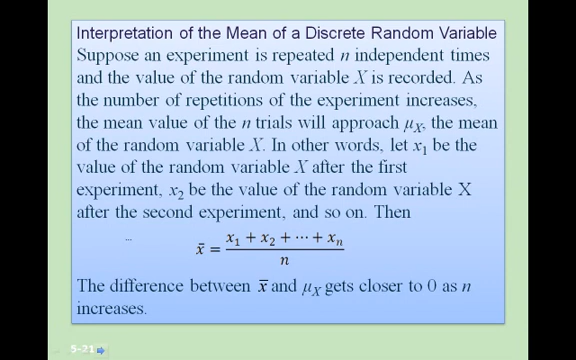 Interpretation of the Mean of a Discrete Random Variable
Suppose an experiment is repeated n independent times
and the value of the random variable X is recorded. As
the number of repetitions of the experiment increases,
the mean value of the n trials will approach μ_X, the mean
of the random variable X. In other words, let x₁ be the
value of the random variable X after the first
experiment, x₂ be the value of the random variable X
after the second experiment, and so on. Then
x̄ = (x₁ + x₂ + ⋯ + xₙ) / n
The difference between x̄ and μ_X gets closer to 0 as n
increases.
5-21